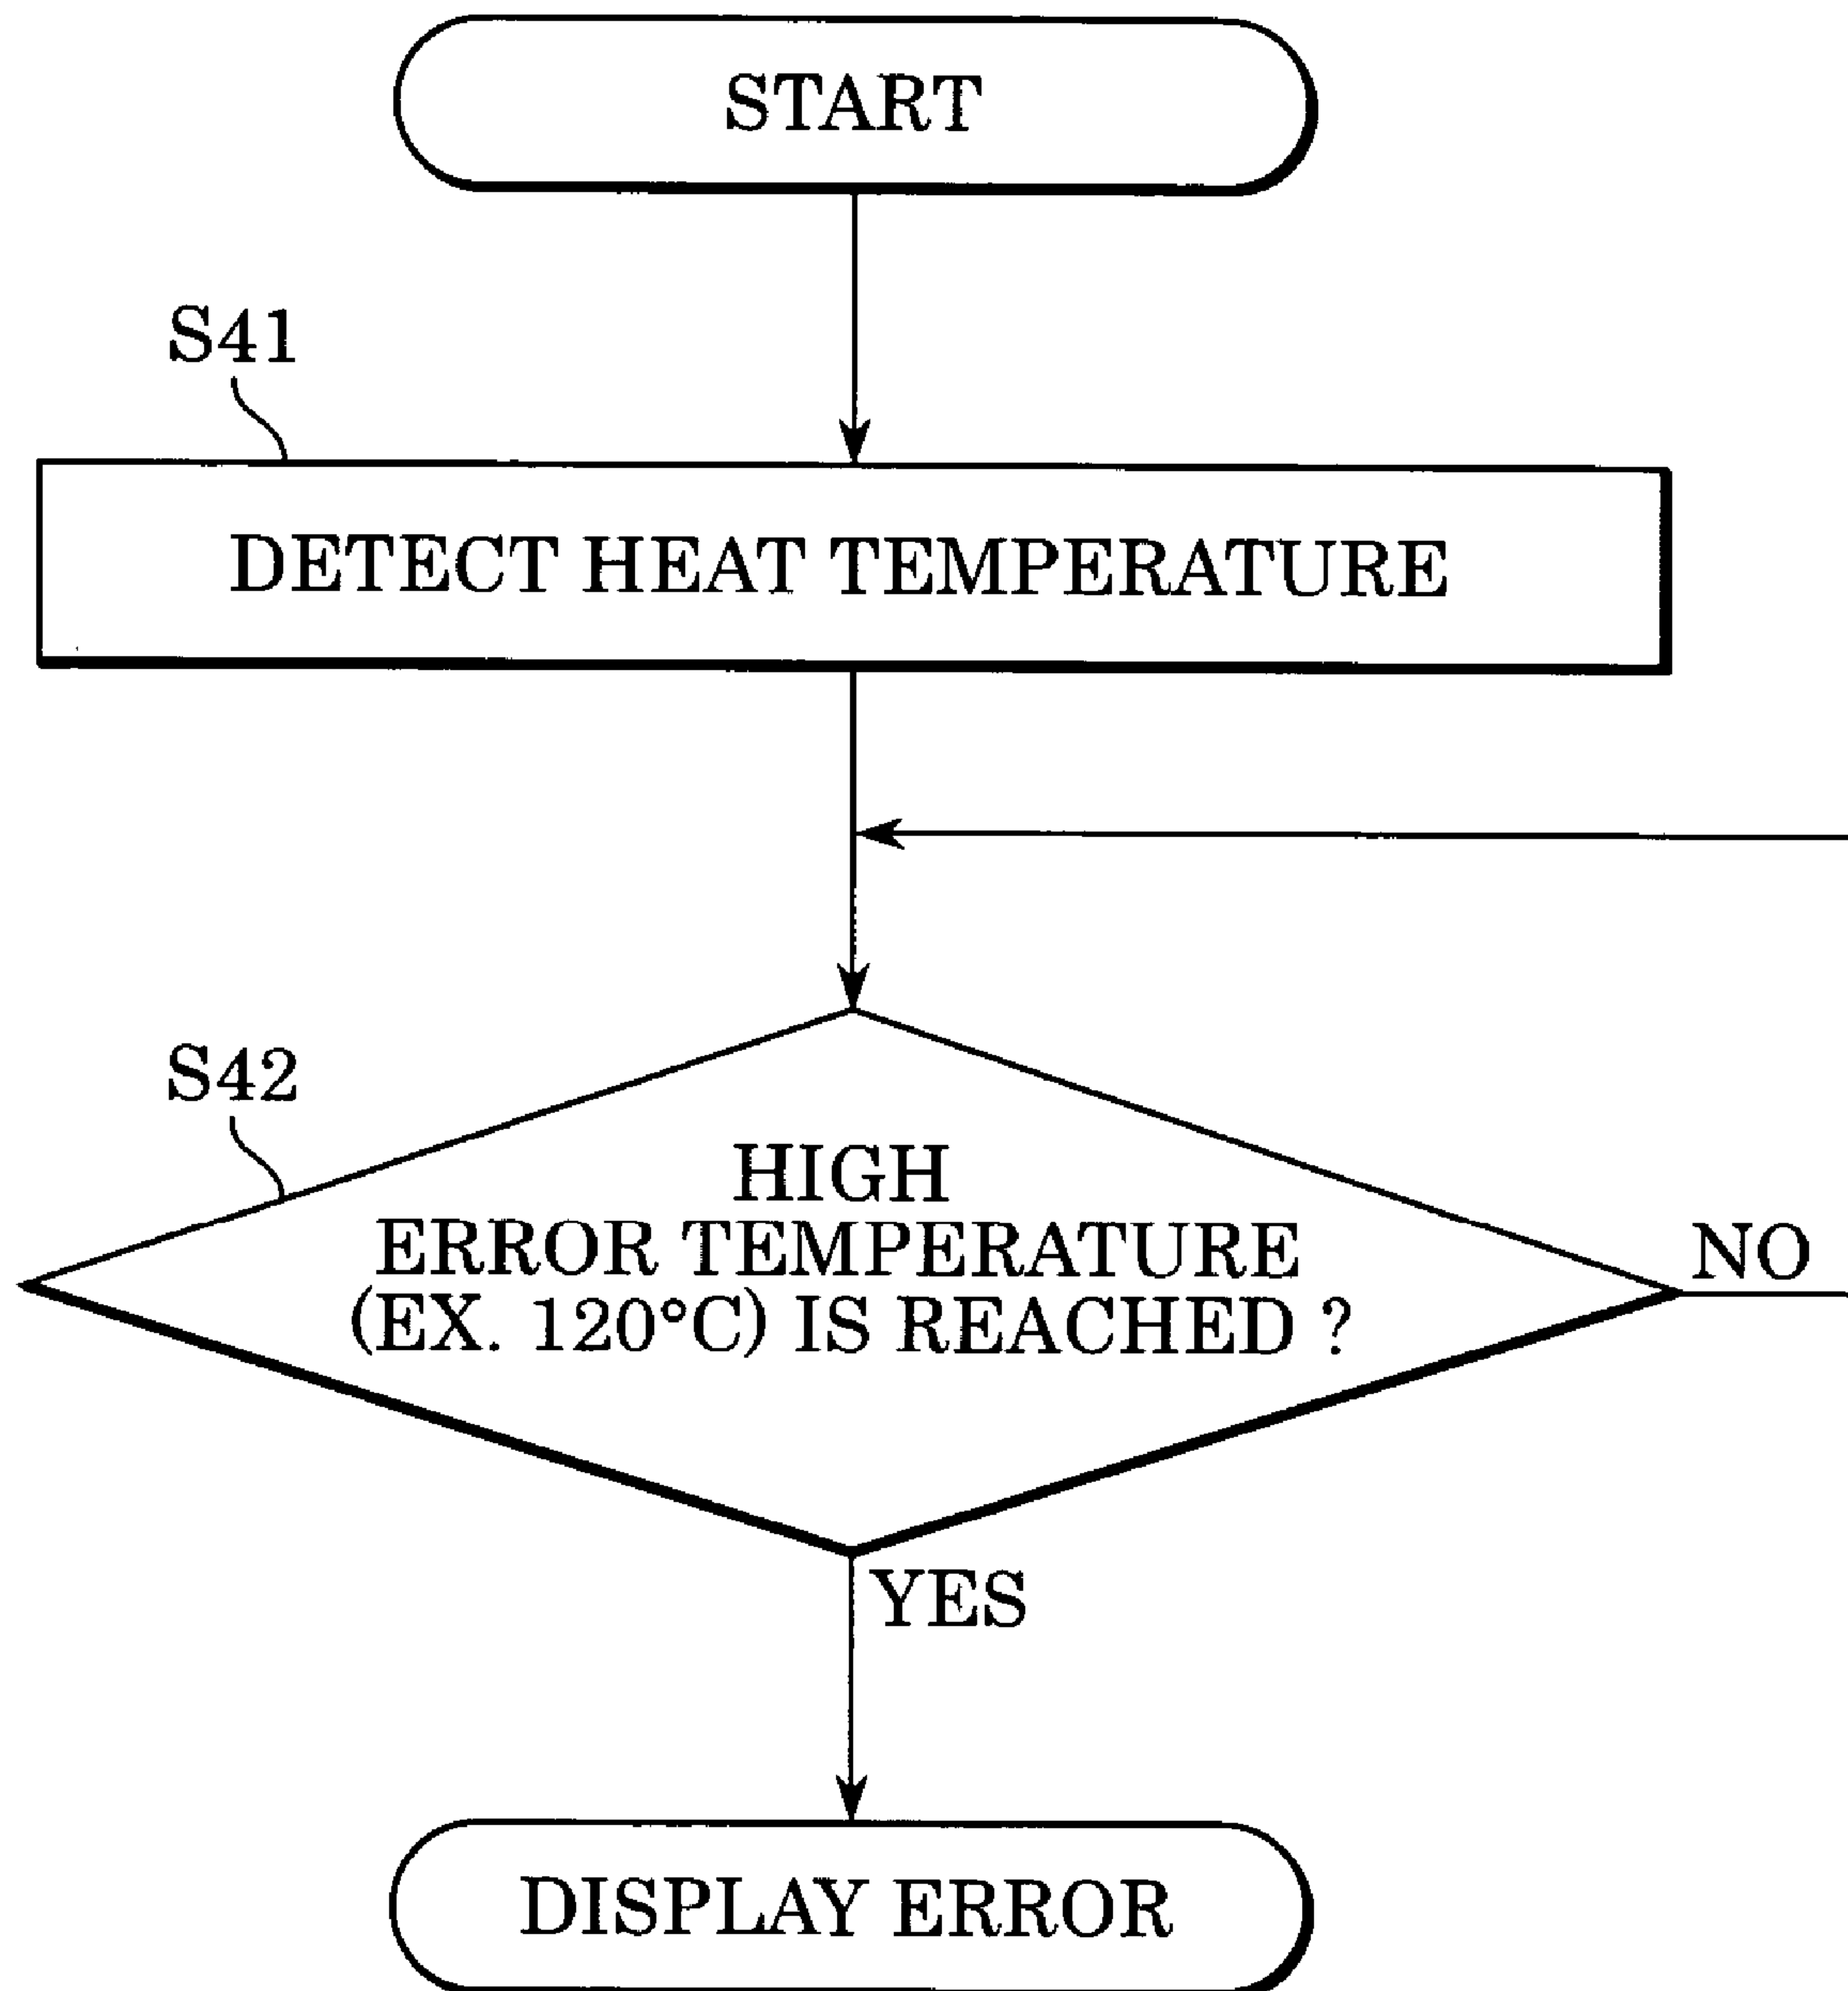 START
S41
DETECT HEAT TEMPERATURE
S42
HIGH
ERROR TEMPERATURE
(EX. 120°C) IS REACHED ?
NO
YES
DISPLAY ERROR